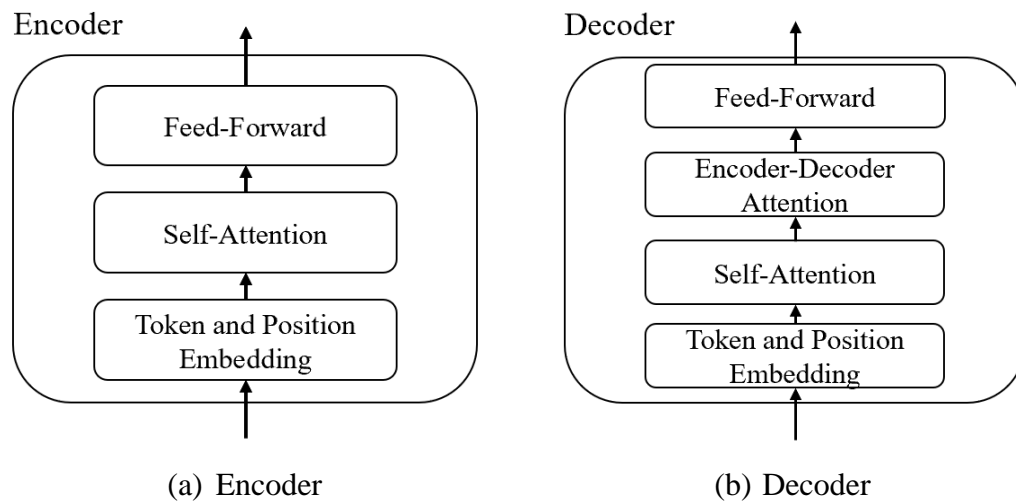 Encoder
Feed-Forward
Self-Attention
Token and Position
Embedding
(a) Encoder
Decoder
Feed-Forward
Encoder-Decoder
Attention
Self-Attention
Token and Position
Embedding
(b) Decoder